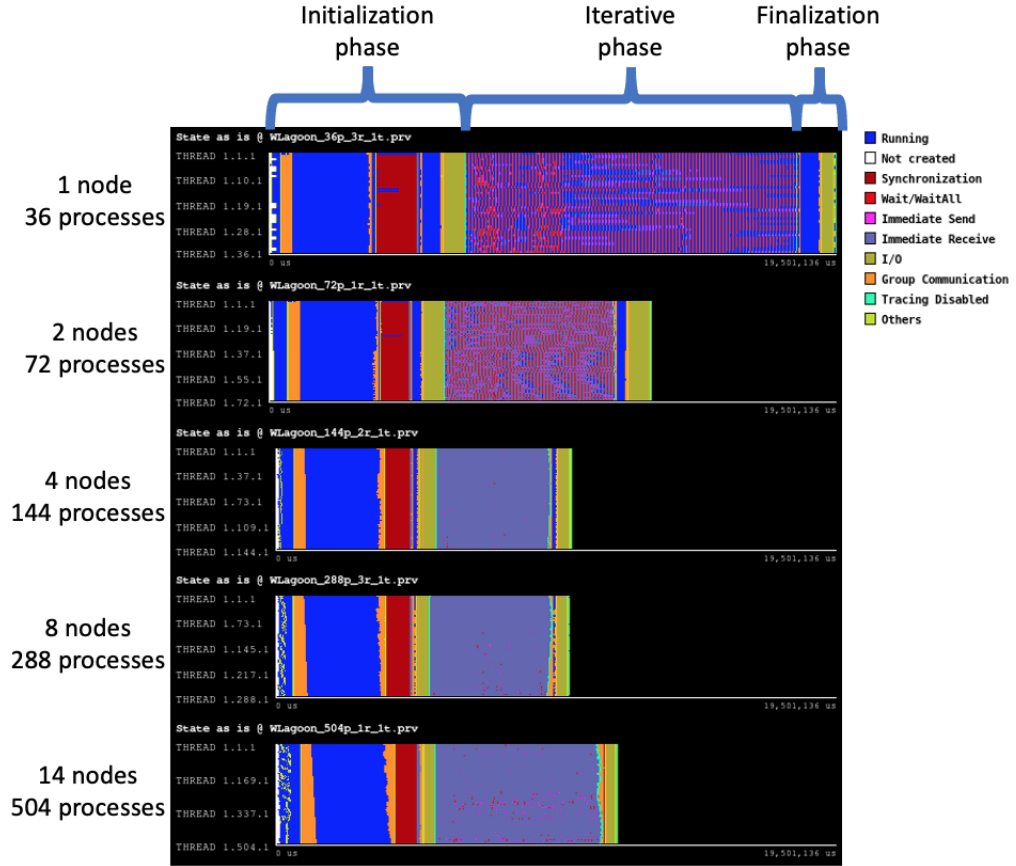 Initialization
phase
Iterative
phase
Finalization
phase
1 node
36 processes
State as is @ WLagoon_36p_3r_1t.prv
THREAD 1.1.1
THREAD 1.10.1
THREAD 1.19.1
THREAD 1.28.1
THREAD 1.36.1
0 us
19,501,136 us
Running
Not created
Synchronization
Wait/WaitAll
Immediate Send
Immediate Receive
I/O
Group Communication
Tracing Disabled
Others
2 nodes
72 processes
State as is @ WLagoon_72p_1r_1t.prv
THREAD 1.1.1
THREAD 1.19.1
THREAD 1.37.1
THREAD 1.55.1
THREAD 1.72.1
0 us
19,501,136 us
4 nodes
144 processes
State as is @ WLagoon_144p_2r_1t.prv
THREAD 1.1.1
THREAD 1.37.1
THREAD 1.73.1
THREAD 1.109.1
THREAD 1.144.1
0 us
19,501,136 us
8 nodes
288 processes
State as is @ WLagoon_288p_3r_1t.prv
THREAD 1.1.1
THREAD 1.73.1
THREAD 1.145.1
THREAD 1.217.1
THREAD 1.288.1
0 us
19,501,136 us
14 nodes
504 processes
State as is @ WLagoon_504p_1r_1t.prv
THREAD 1.1.1
THREAD 1.169.1
THREAD 1.337.1
THREAD 1.504.1
0 us
19,501,136 us